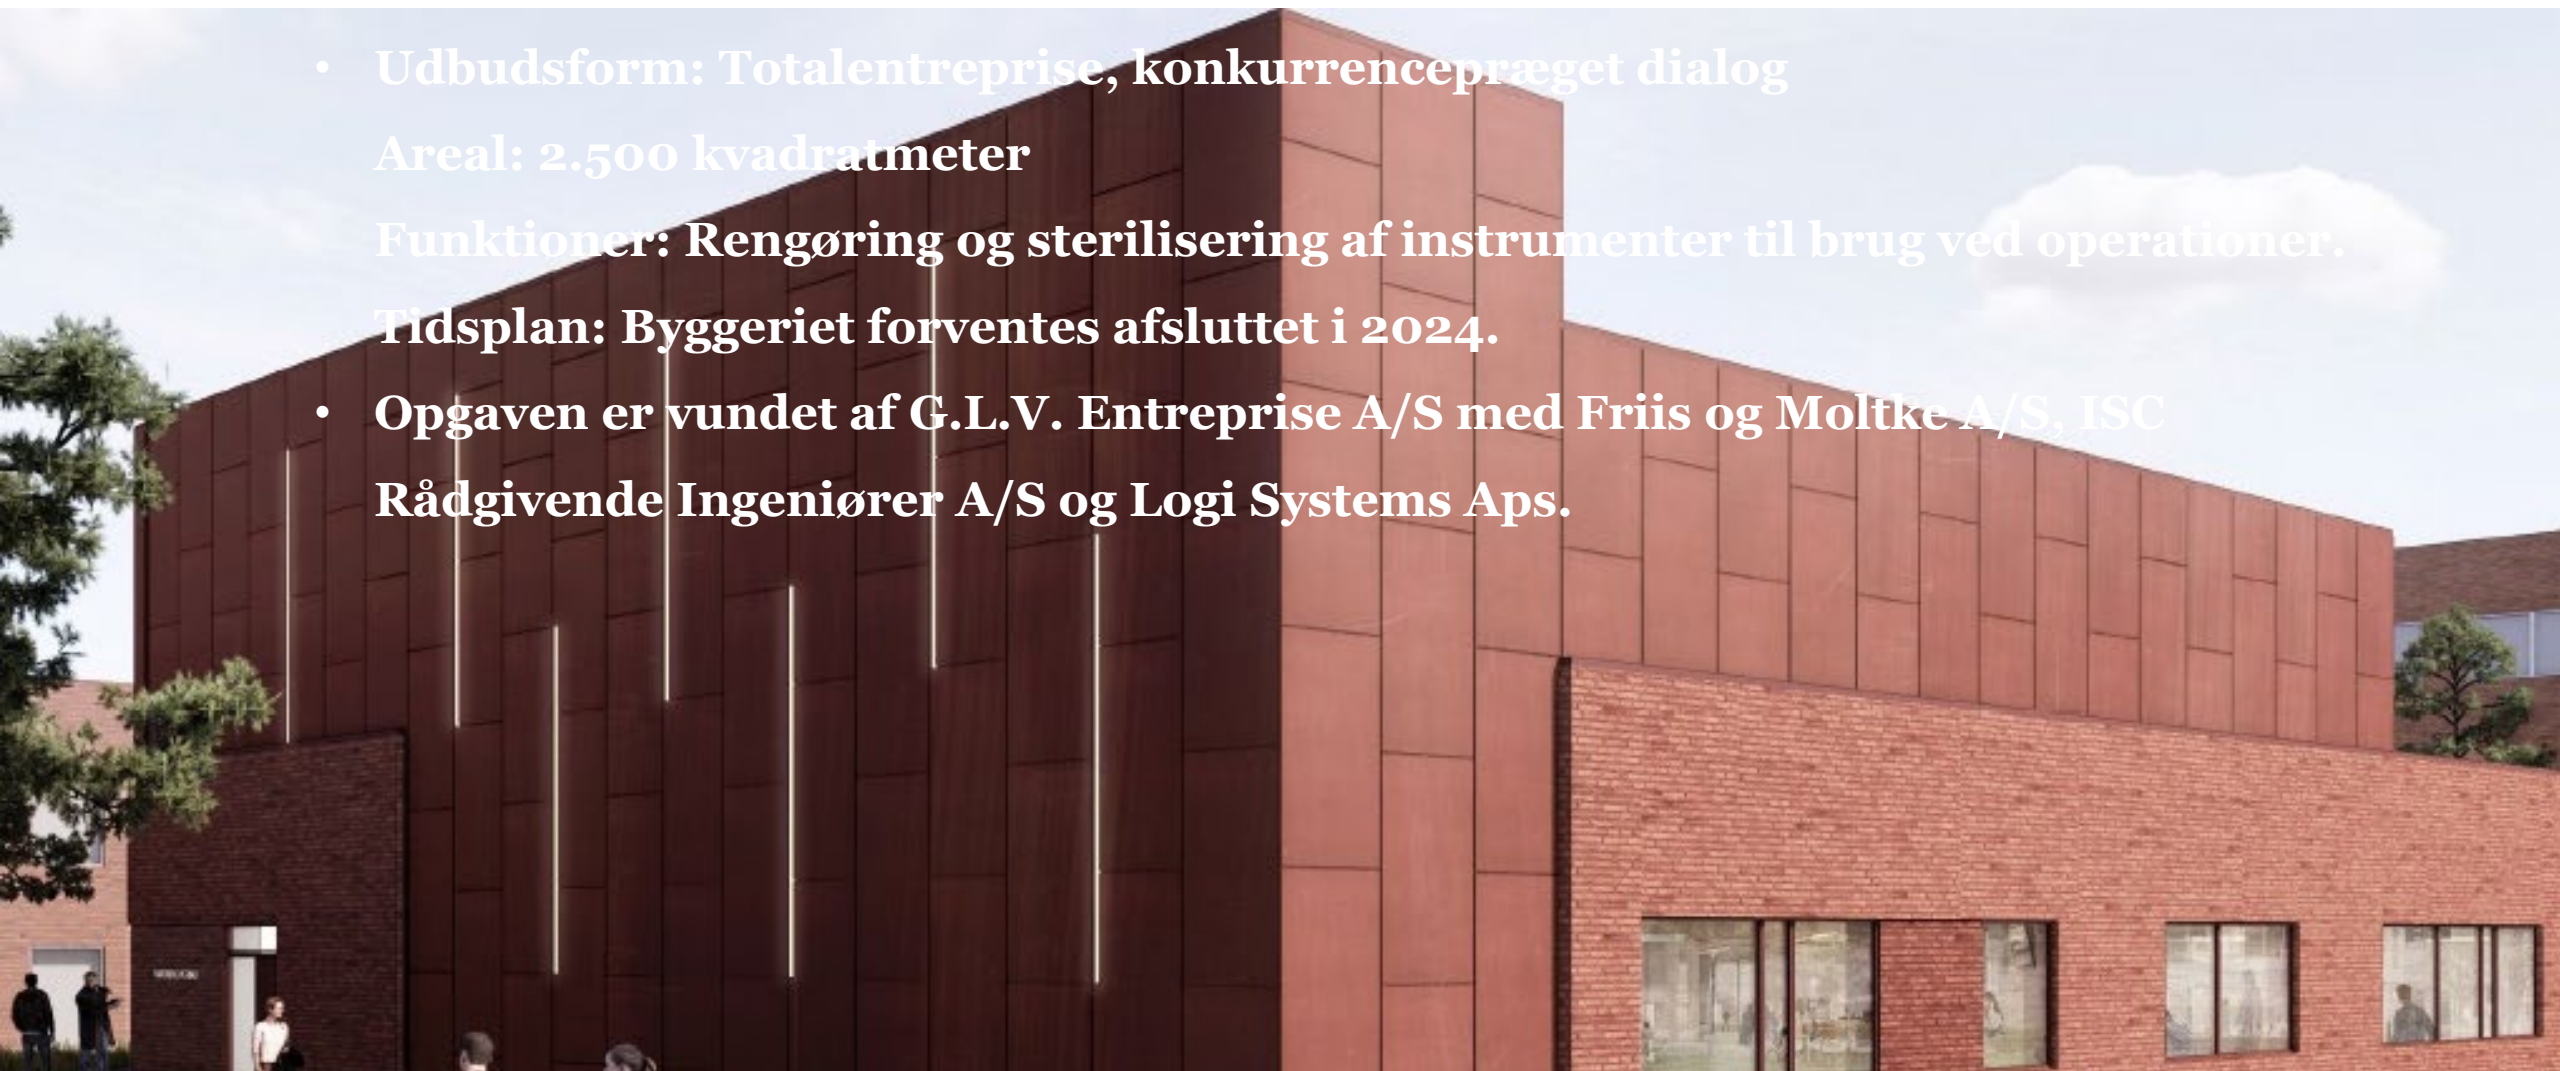 • Udbudsform: Totalentreprise, konkurrencepræget dialog
Areal: 2.500 kvadratmeter
Funktioner: Rengøring og sterilisering af instrumenter til brug ved operationer.
Tidsplan: Byggeriet forventes afsluttet i 2024.
• Opgaven er vundet af G.L.V. Entreprise A/S med Friis og Moltke A/S, ISC
Rådgivende Ingeniører A/S og Logi Systems Aps.